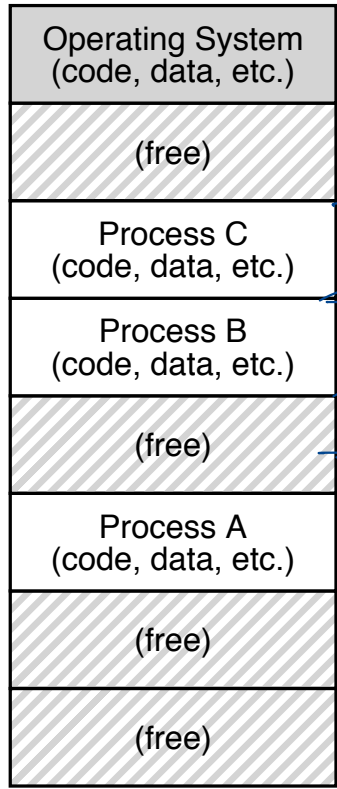 Operating System
(code, data, etc.)
(free)
Process C
(code, data, etc.)
Process B
(code, data, etc.)
(free)
Process A
(code, data, etc.)
(free)
(free)